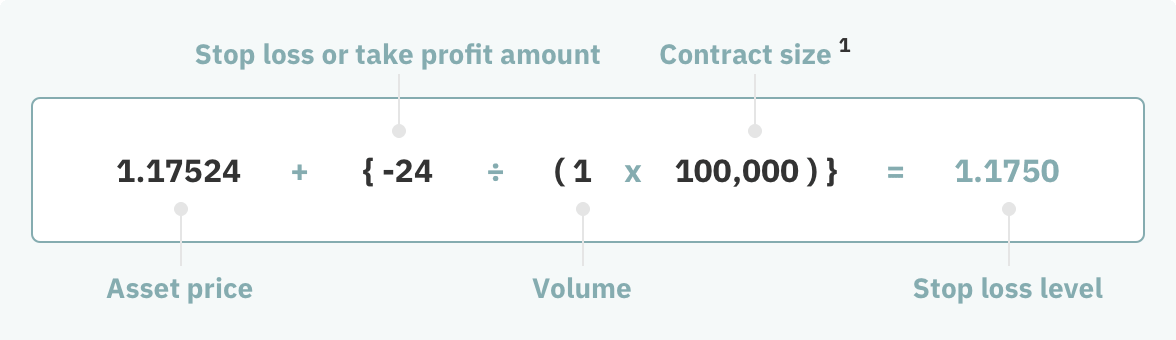 Stop loss or take profit amount Contract size 1
1.17524 + { -24 ÷ ( 1 x 100,000 ) } = 1.1750
Asset price Volume Stop loss level